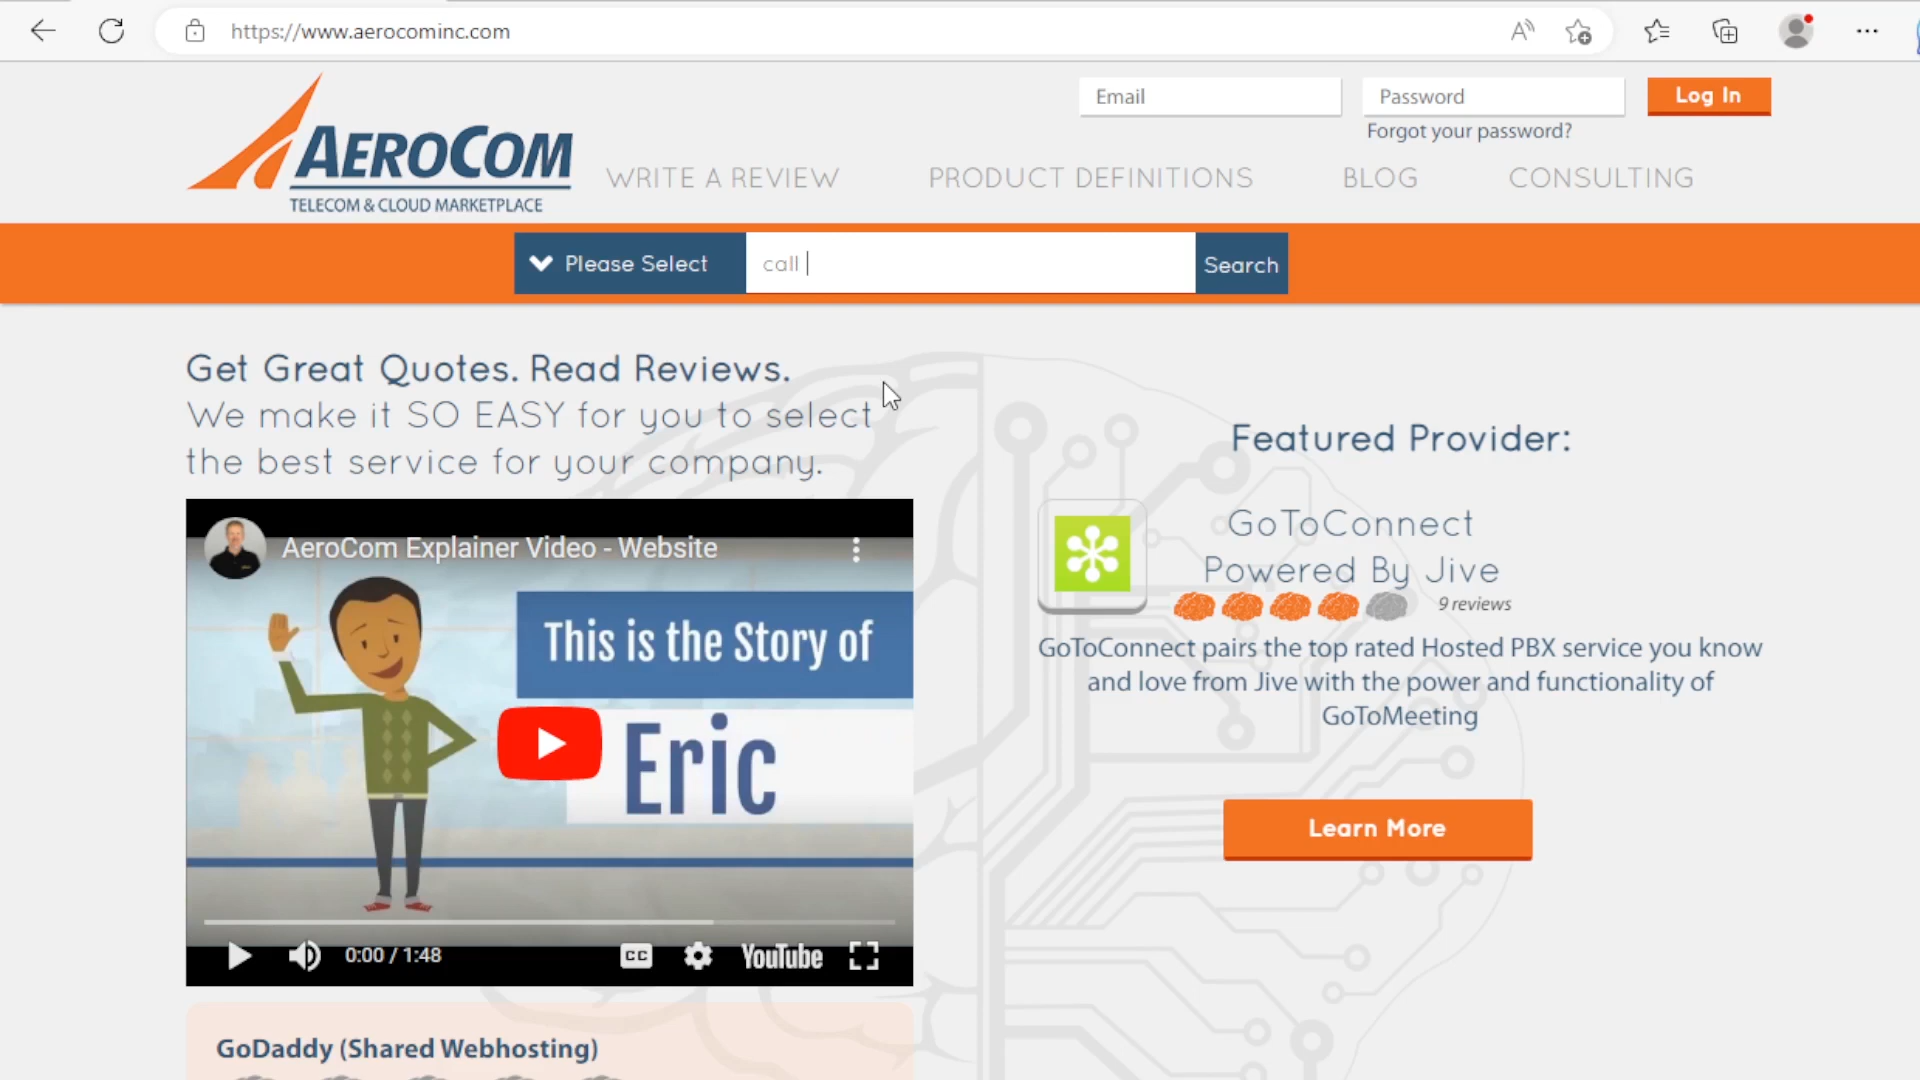 https://www.aerocominc.com
Email
Password
Log In
Forgot your password?
AEROCOM
TELECOM & CLOUD MARKETPLACE
WRITE A REVIEW
PRODUCT DEFINITIONS
BLOG
CONSULTING
Please Select
call
Search
Get Great Quotes. Read Reviews.
We make it SO EASY for you to select
the best service for your company.
AeroCom Explainer Video - Website
This is the Story of
Eric
0:00 / 1:48
CC
YouTube
Featured Provider:
GoToConnect
Powered By Jive
9 reviews
GoToConnect pairs the top rated Hosted PBX service you know
and love from Jive with the power and functionality of
GoToMeeting
Learn More
GoDaddy (Shared Webhosting)